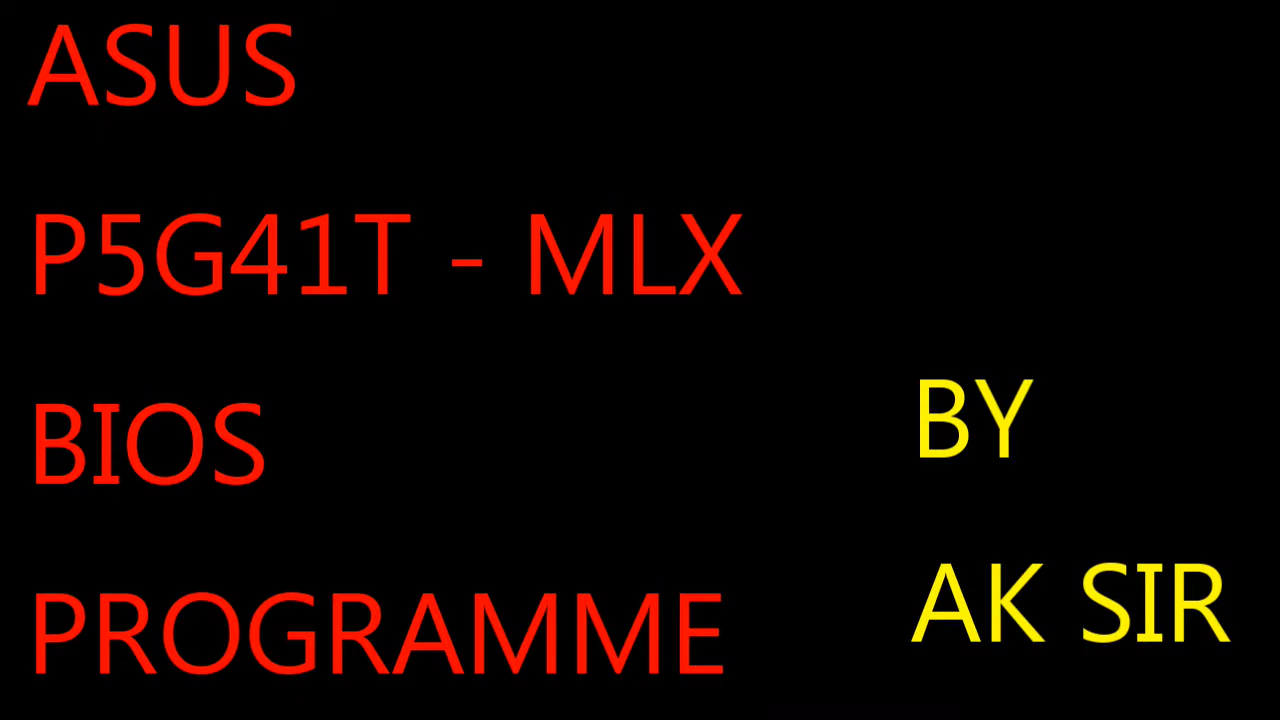 ASUS
P5G41T - MLX
BIOS
PROGRAMME
BY
AK SIR